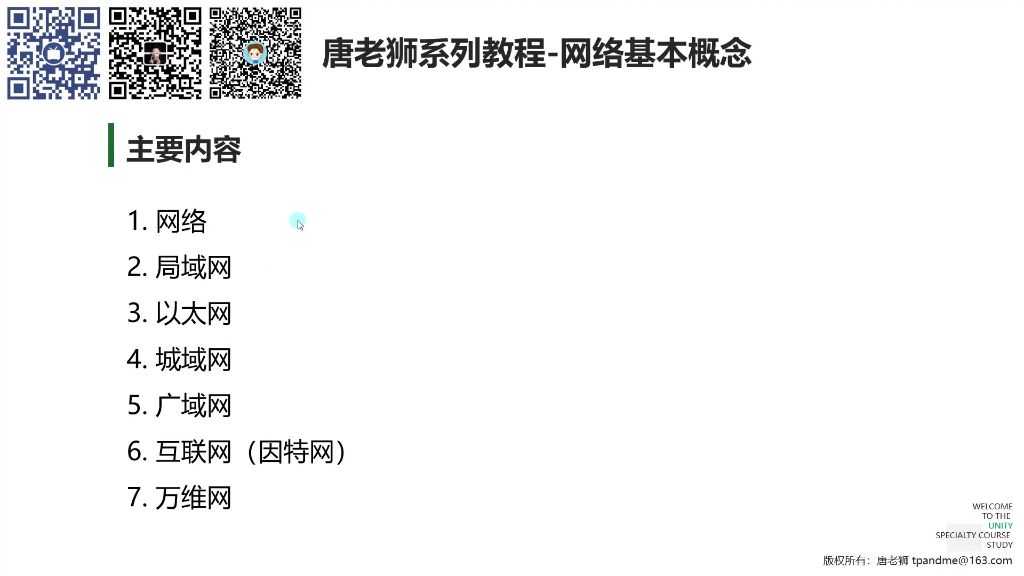 唐老狮系列教程-网络基本概念
主要内容
1. 网络
2. 局域网
3. 以太网
4. 城域网
5. 广域网
6. 互联网（因特网）
7. 万维网
WELCOME
TO THE
UNITY
SPECIALTY COURSE
STUDY
版权所有：唐老狮 tpandme@163.com